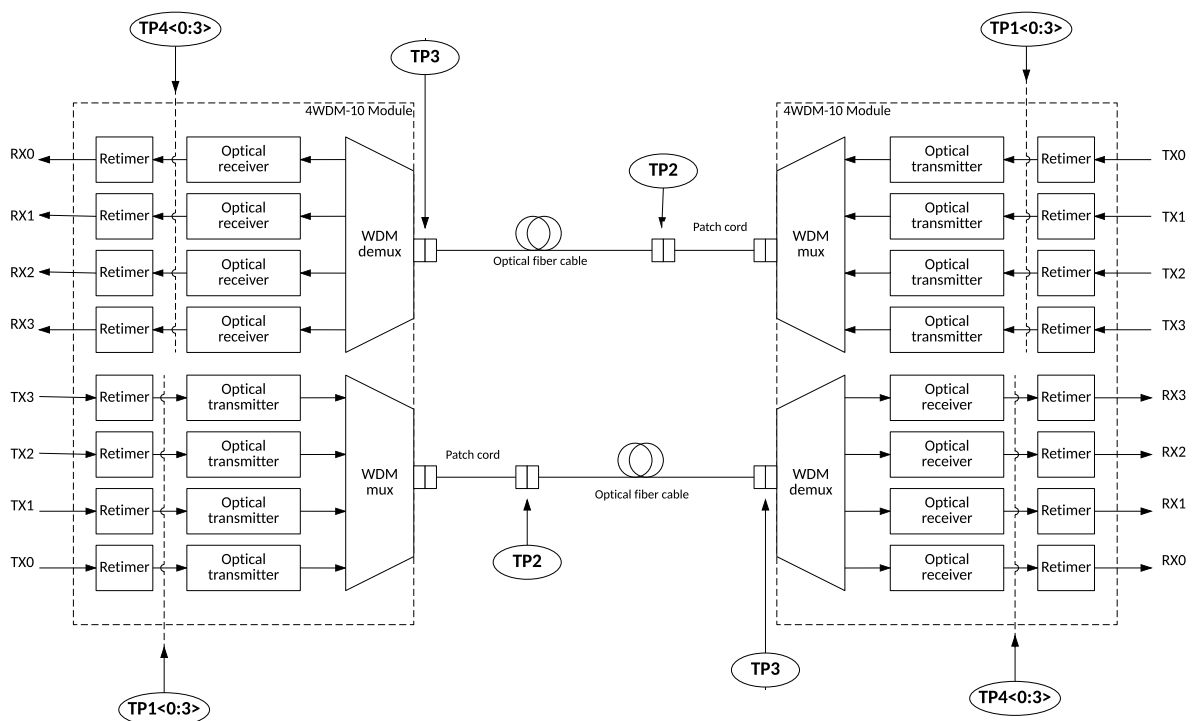 TP4<0:3>
TP1<0:3>
TP3
4WDM-10 Module
4WDM-10 Module
RX0
Retimer
Optical
receiver
Optical
transmitter
Retimer
TX0
TP2
RX1
Retimer
Optical
receiver
Optical
transmitter
Retimer
TX1
WDM
demux
Optical fiber cable
Patch cord
WDM
mux
RX2
Retimer
Optical
receiver
Optical
transmitter
Retimer
TX2
RX3
Retimer
Optical
receiver
Optical
transmitter
Retimer
TX3
TX3
Retimer
Optical
transmitter
Optical
receiver
Retimer
RX3
TX2
Retimer
Optical
transmitter
Optical
receiver
Retimer
RX2
WDM
mux
Patch cord
Optical fiber cable
WDM
demux
TX1
Retimer
Optical
transmitter
Optical
receiver
Retimer
RX1
TX0
Retimer
Optical
transmitter
Optical
receiver
Retimer
RX0
TP2
TP3
TP1<0:3>
TP4<0:3>